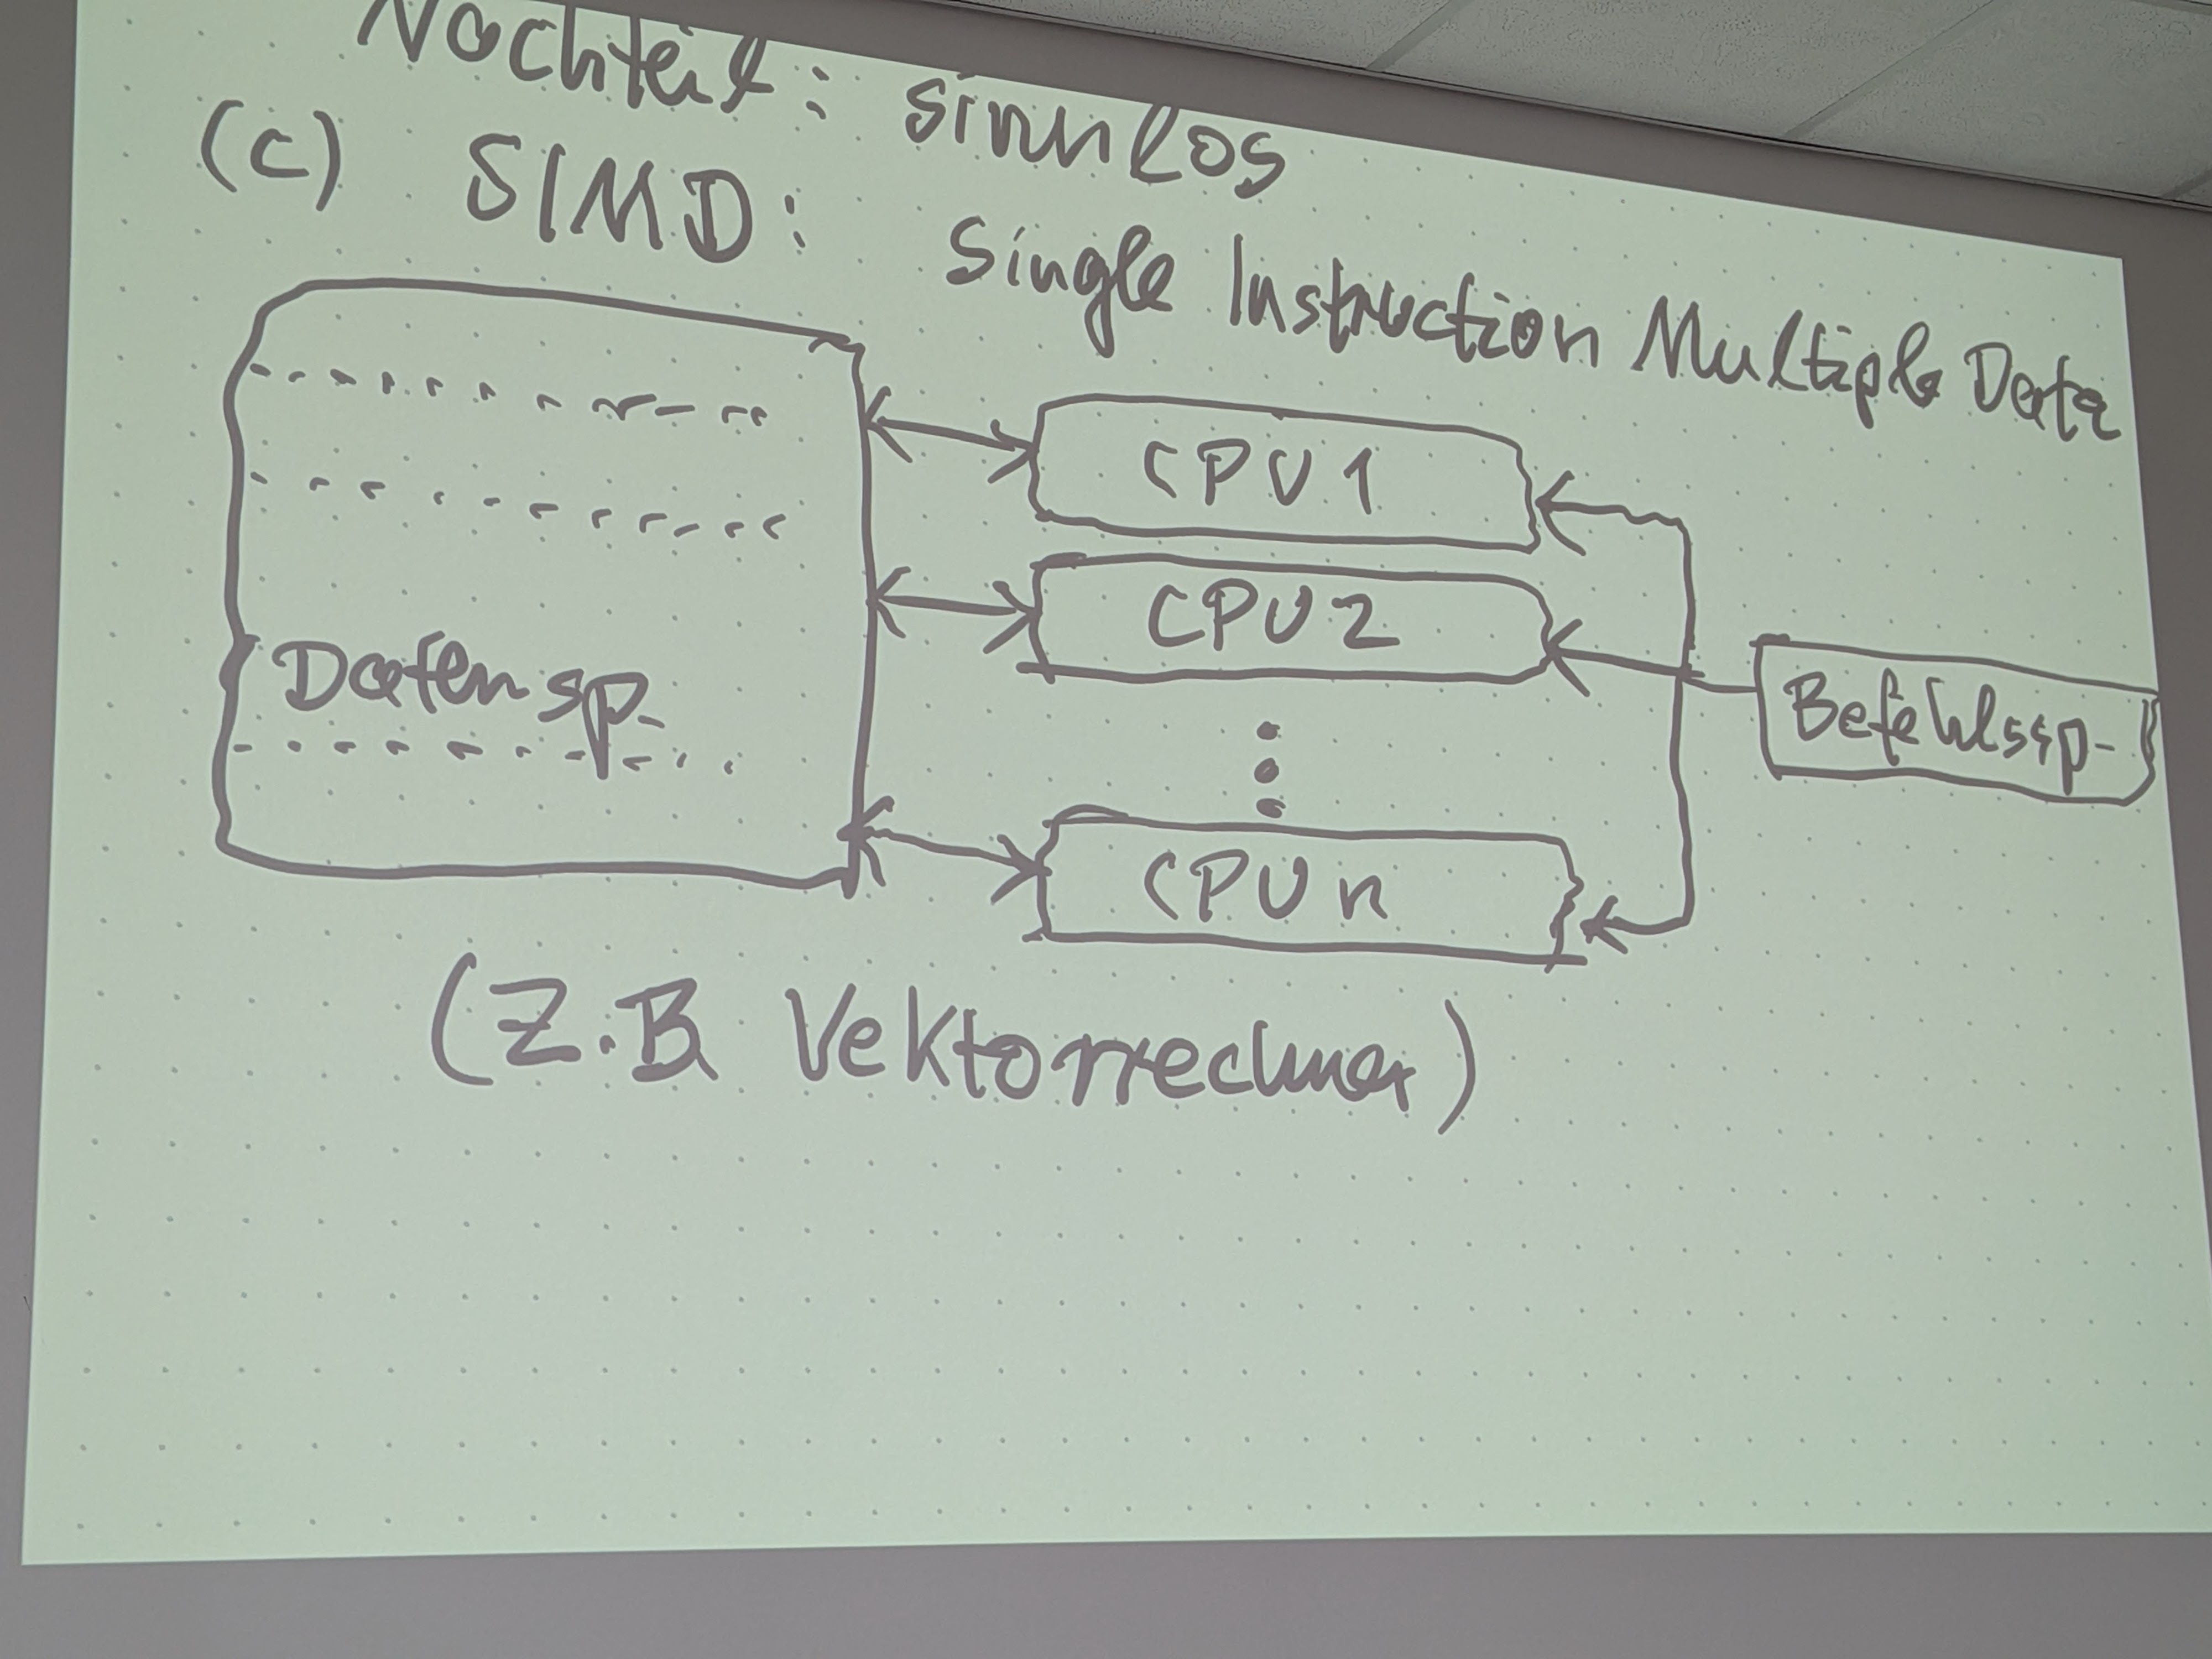 Nachteil: sinnlos
(c) SIMD: Single Instruction Multiple Data
CPU 1
CPU 2
Datensp.
Befehlssp.
CPU n
(Z.B Vektorrechner)